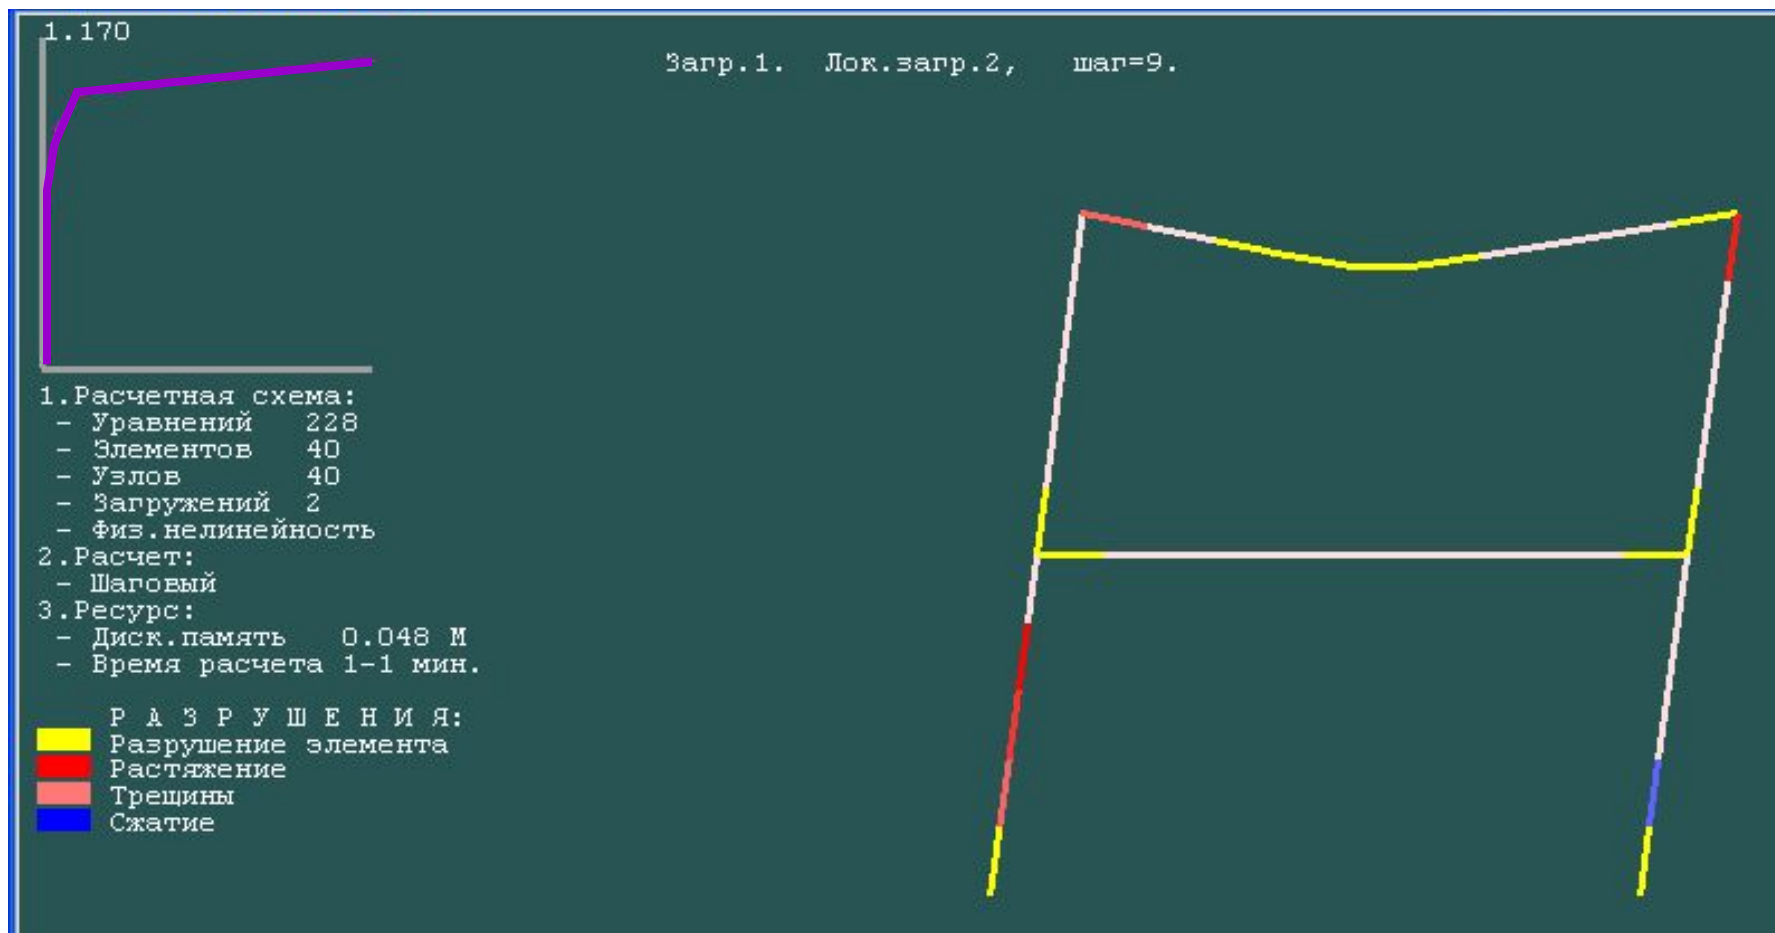 1.170
Загр.1. Лок.загр.2, шаг=9.
1.Расчетная схема:
- Уравнений 228
- Элементов 40
- Узлов 40
- Загружений 2
- Физ.нелинейность
2.Расчет:
- Шаговый
3.Ресурс:
- Диск.память 0.048 М
- Время расчета 1-1 мин.
Р А З Р У Ш Е Н И Я:
Разрушение элемента
Растяжение
Трещины
Сжатие